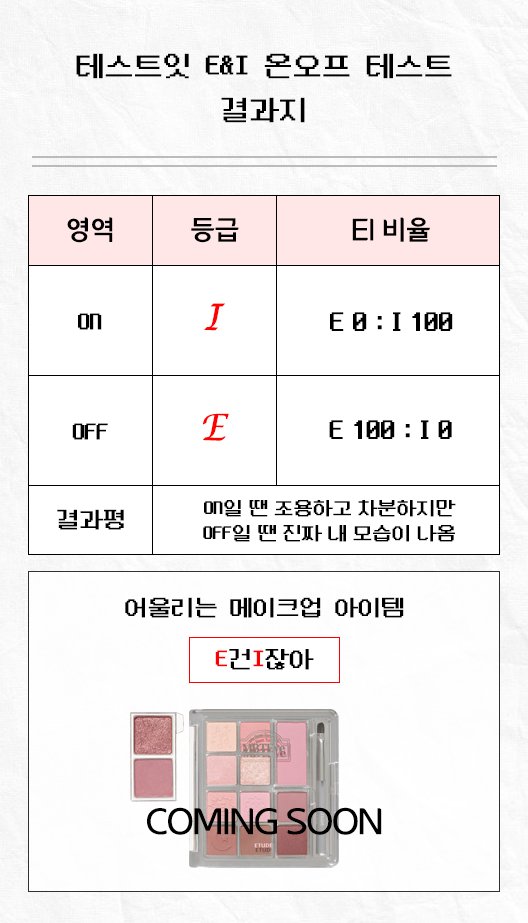 테스트잇 E&I 온오프 테스트
결과지
영역 등급 EI 비율
ON I E 0 : I 100
OFF E E 100 : I 0
결과평 ON일 땐 조용하고 차분하지만
OFF일 땐 진짜 내 모습이 나옴
어울리는 메이크업 아이템
E건I잖아
COMING SOON
ETUDE
ETUDE